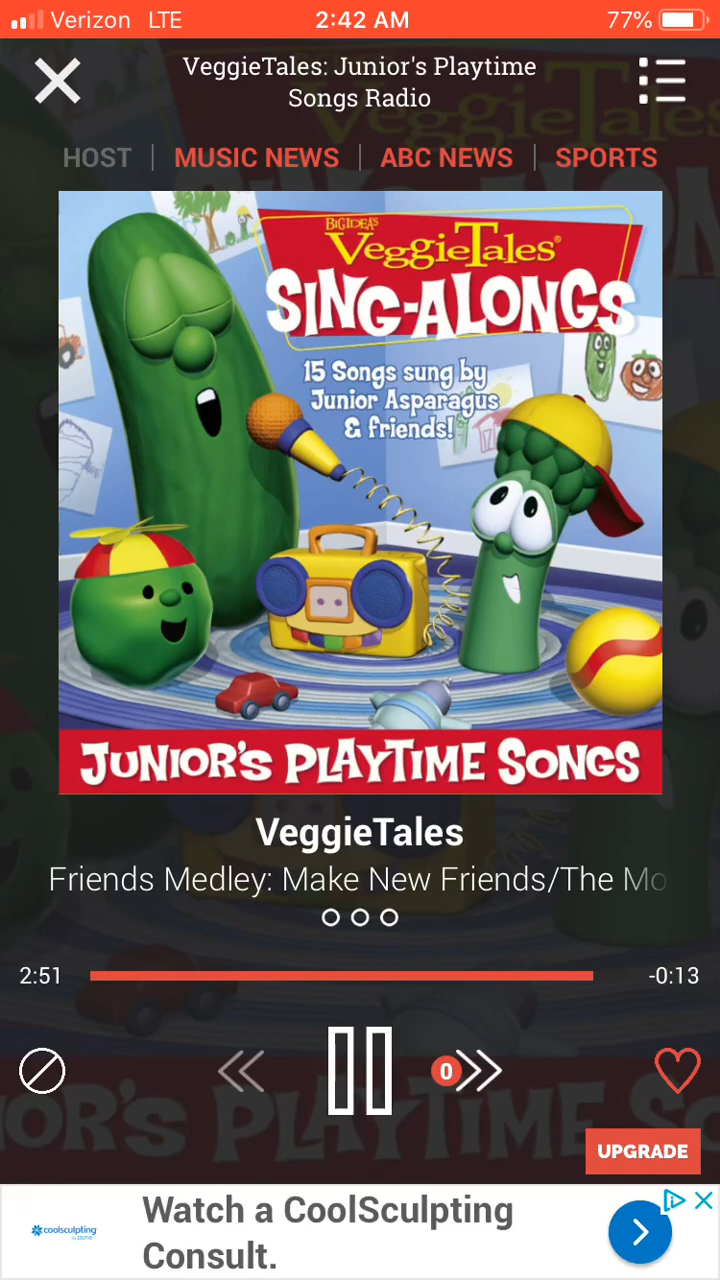 Verizon LTE 2:42 AM 77%
VeggieTales: Junior's Playtime
Songs Radio
HOST | MUSIC NEWS | ABC NEWS | SPORTS
BIG IDEA'S
VeggieTales®
SING-ALONGS
15 Songs sung by
Junior Asparagus
& friends!
JUNIOR'S PLAYTIME SONGS
VeggieTales
Friends Medley: Make New Friends/The Mo
2:51 -0:13
0
UPGRADE
Watch a CoolSculpting
Consult.
coolsculpting